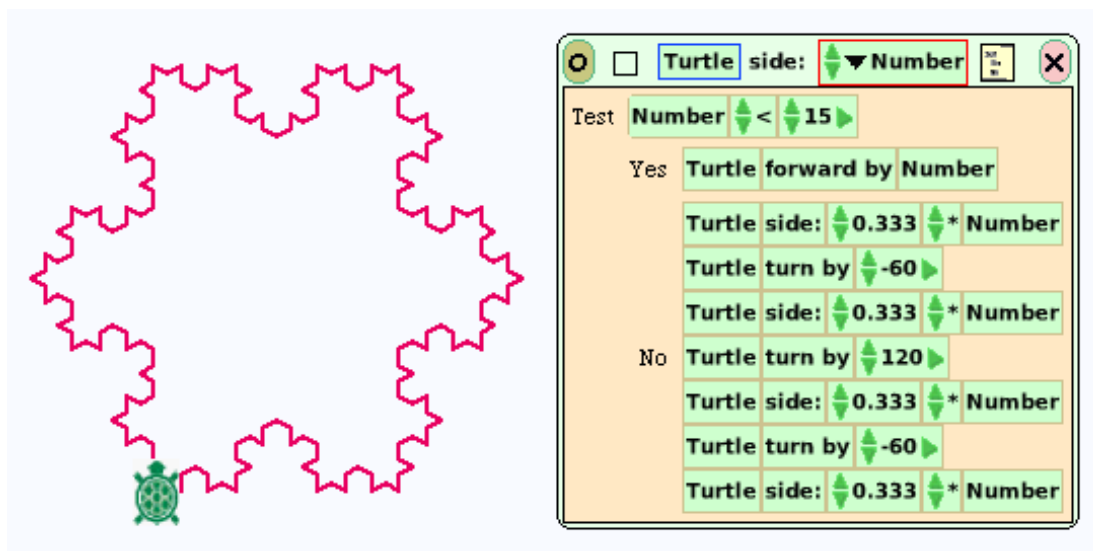 Turtle side: Number
Test Number < 15
Yes Turtle forward by Number
Turtle side: 0.333 * Number
Turtle turn by -60
Turtle side: 0.333 * Number
No Turtle turn by 120
Turtle side: 0.333 * Number
Turtle turn by -60
Turtle side: 0.333 * Number